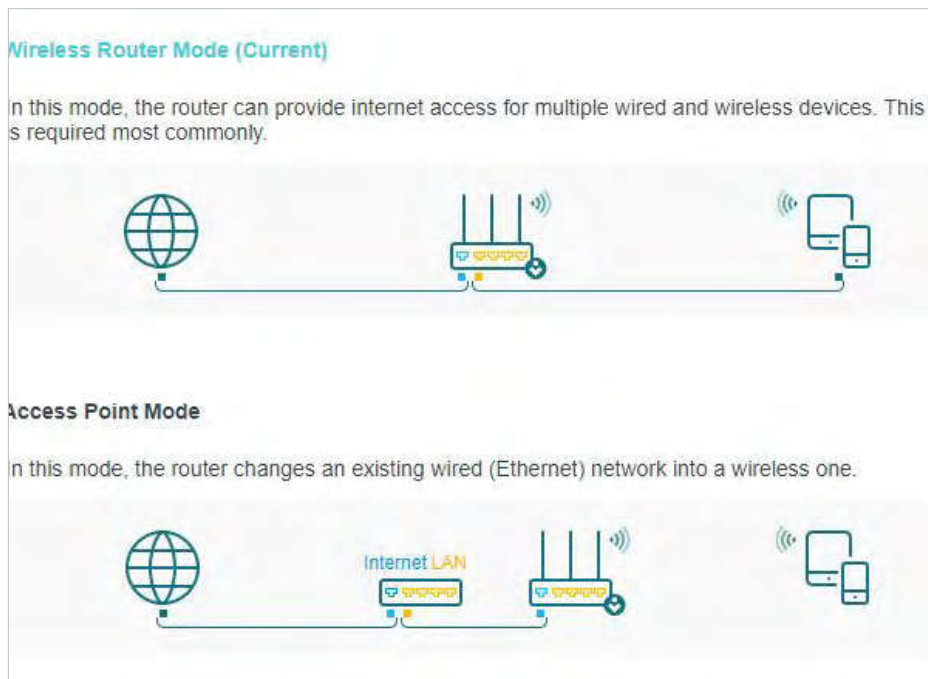 Wireless Router Mode (Current)
n this mode, the router can provide internet access for multiple wired and wireless devices. This
s required most commonly.
Access Point Mode
n this mode, the router changes an existing wired (Ethernet) network into a wireless one.
Internet LAN